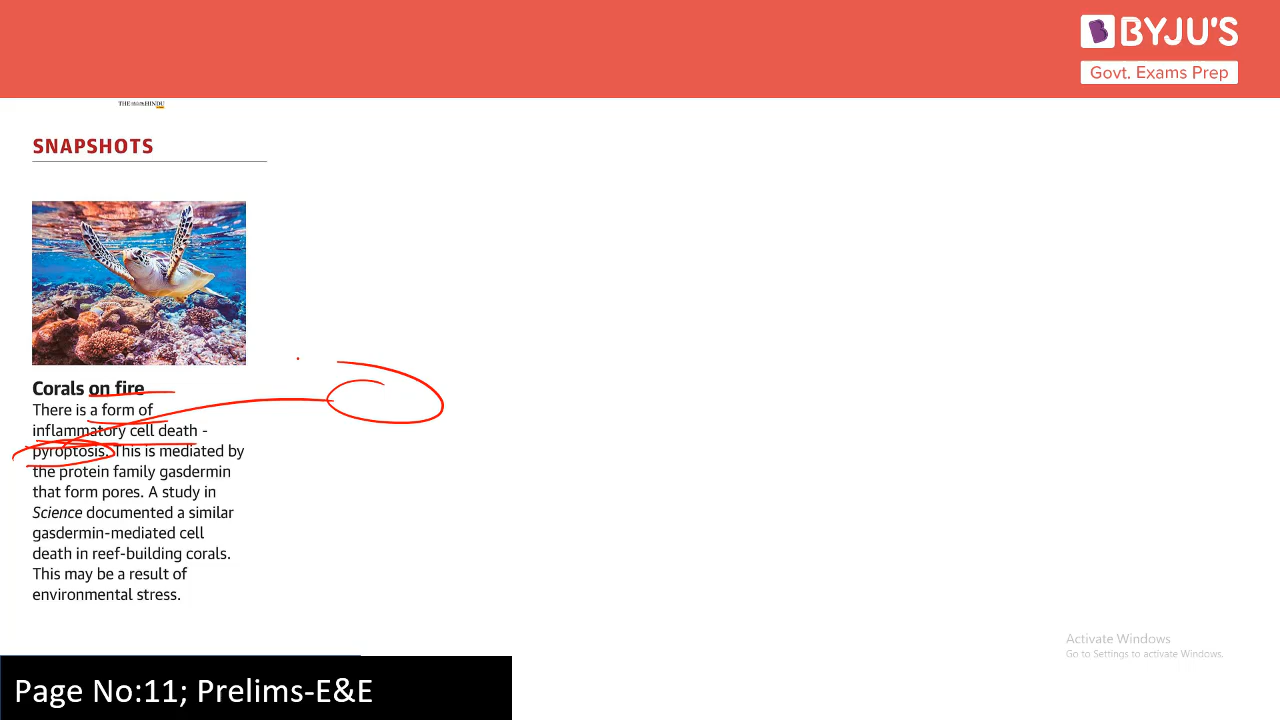 BYJU'S
Govt. Exams Prep
THE HINDU
SNAPSHOTS
Corals on fire
There is a form of
inflammatory cell death -
pyroptosis. This is mediated by
the protein family gasdermin
that form pores. A study in
Science documented a similar
gasdermin-mediated cell
death in reef-building corals.
This may be a result of
environmental stress.
Activate Windows
Go to Settings to activate Windows.
Page No:11; Prelims-E&E